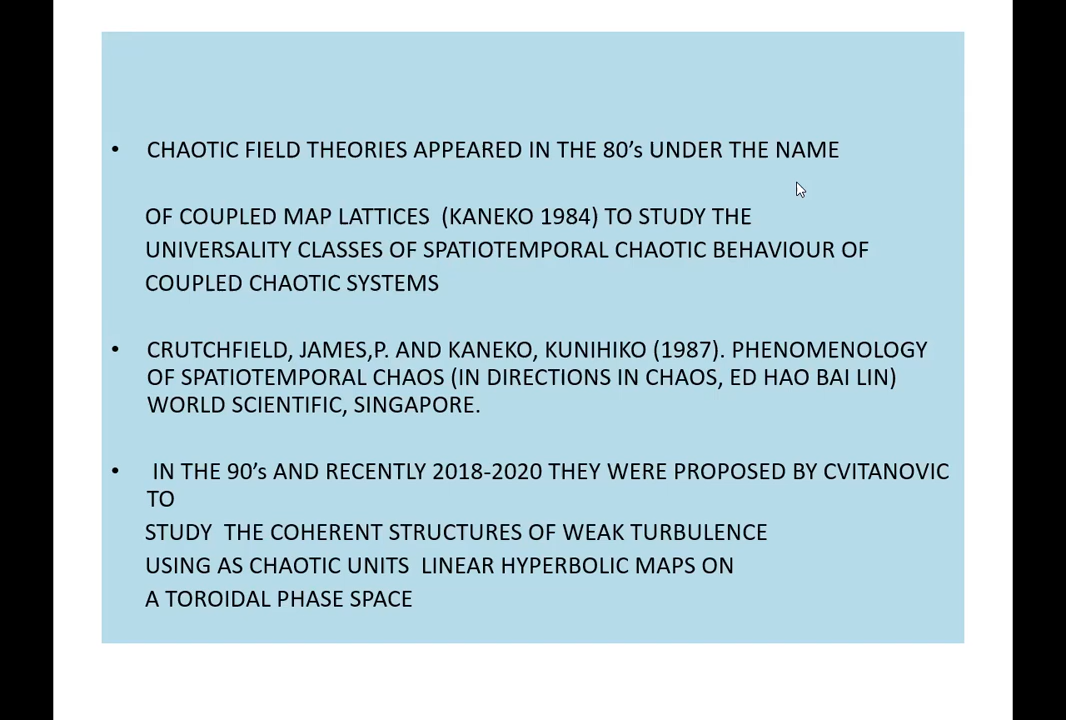 • CHAOTIC FIELD THEORIES APPEARED IN THE 80’s UNDER THE NAME
OF COUPLED MAP LATTICES (KANEKO 1984) TO STUDY THE
UNIVERSALITY CLASSES OF SPATIOTEMPORAL CHAOTIC BEHAVIOUR OF
COUPLED CHAOTIC SYSTEMS
• CRUTCHFIELD, JAMES,P. AND KANEKO, KUNIHIKO (1987). PHENOMENOLOGY
OF SPATIOTEMPORAL CHAOS (IN DIRECTIONS IN CHAOS, ED HAO BAI LIN)
WORLD SCIENTIFIC, SINGAPORE.
• IN THE 90’s AND RECENTLY 2018-2020 THEY WERE PROPOSED BY CVITANOVIC
TO
STUDY THE COHERENT STRUCTURES OF WEAK TURBULENCE
USING AS CHAOTIC UNITS LINEAR HYPERBOLIC MAPS ON
A TOROIDAL PHASE SPACE